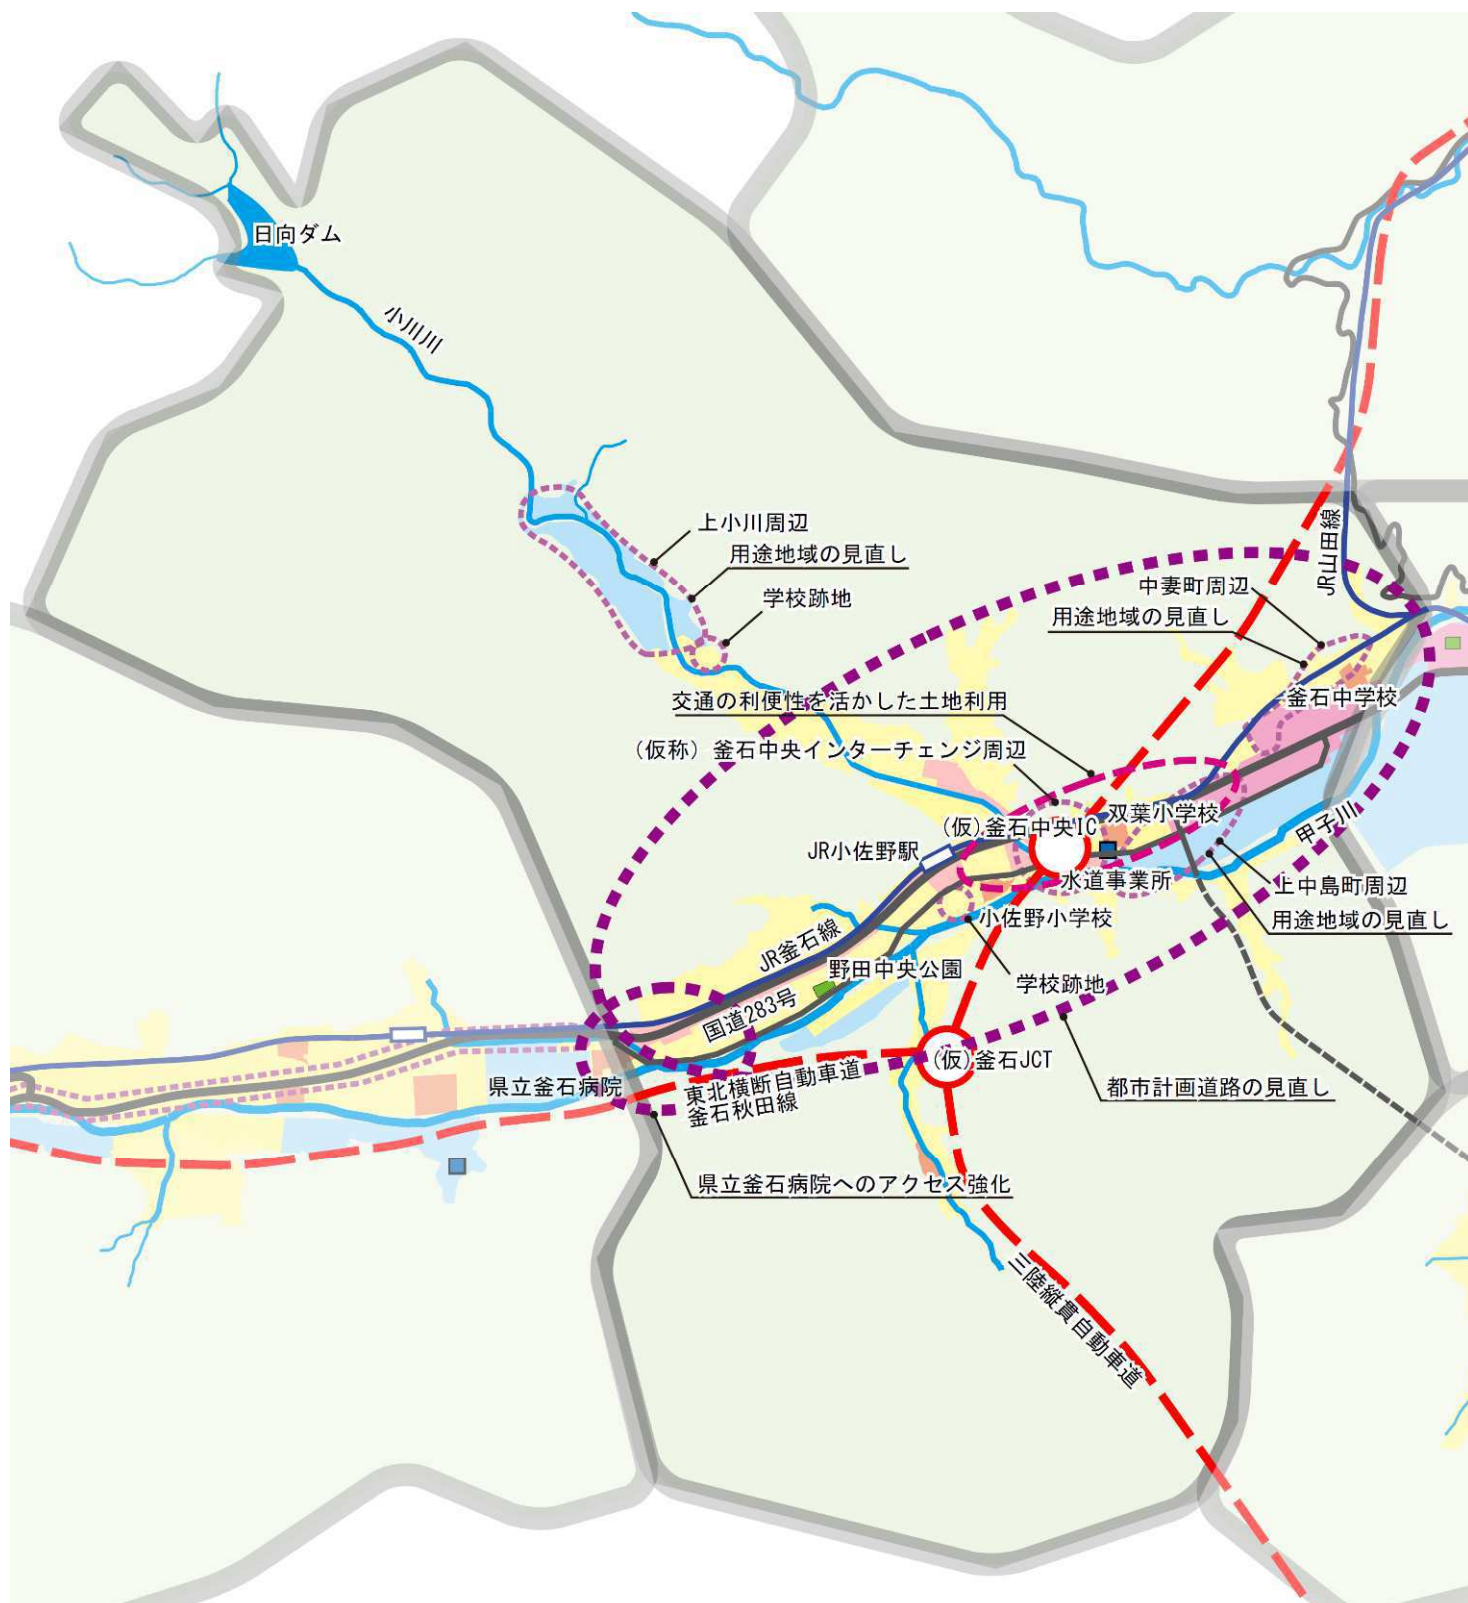 日向ダム
小川川
上小川周辺
用途地域の見直し
学校跡地
JR山田線
中妻町周辺
用途地域の見直し
釜石中学校
交通の利便性を活かした土地利用
（仮称）釜石中央インターチェンジ周辺
双葉小学校
(仮)釜石中央IC
甲子川
JR小佐野駅
水道事業所
上中島町周辺
小佐野小学校
用途地域の見直し
JR釜石線
野田中央公園
学校跡地
国道283号
(仮)釜石JCT
県立釜石病院
東北横断自動車道
釜石秋田線
都市計画道路の見直し
県立釜石病院へのアクセス強化
三陸縦貫自動車道